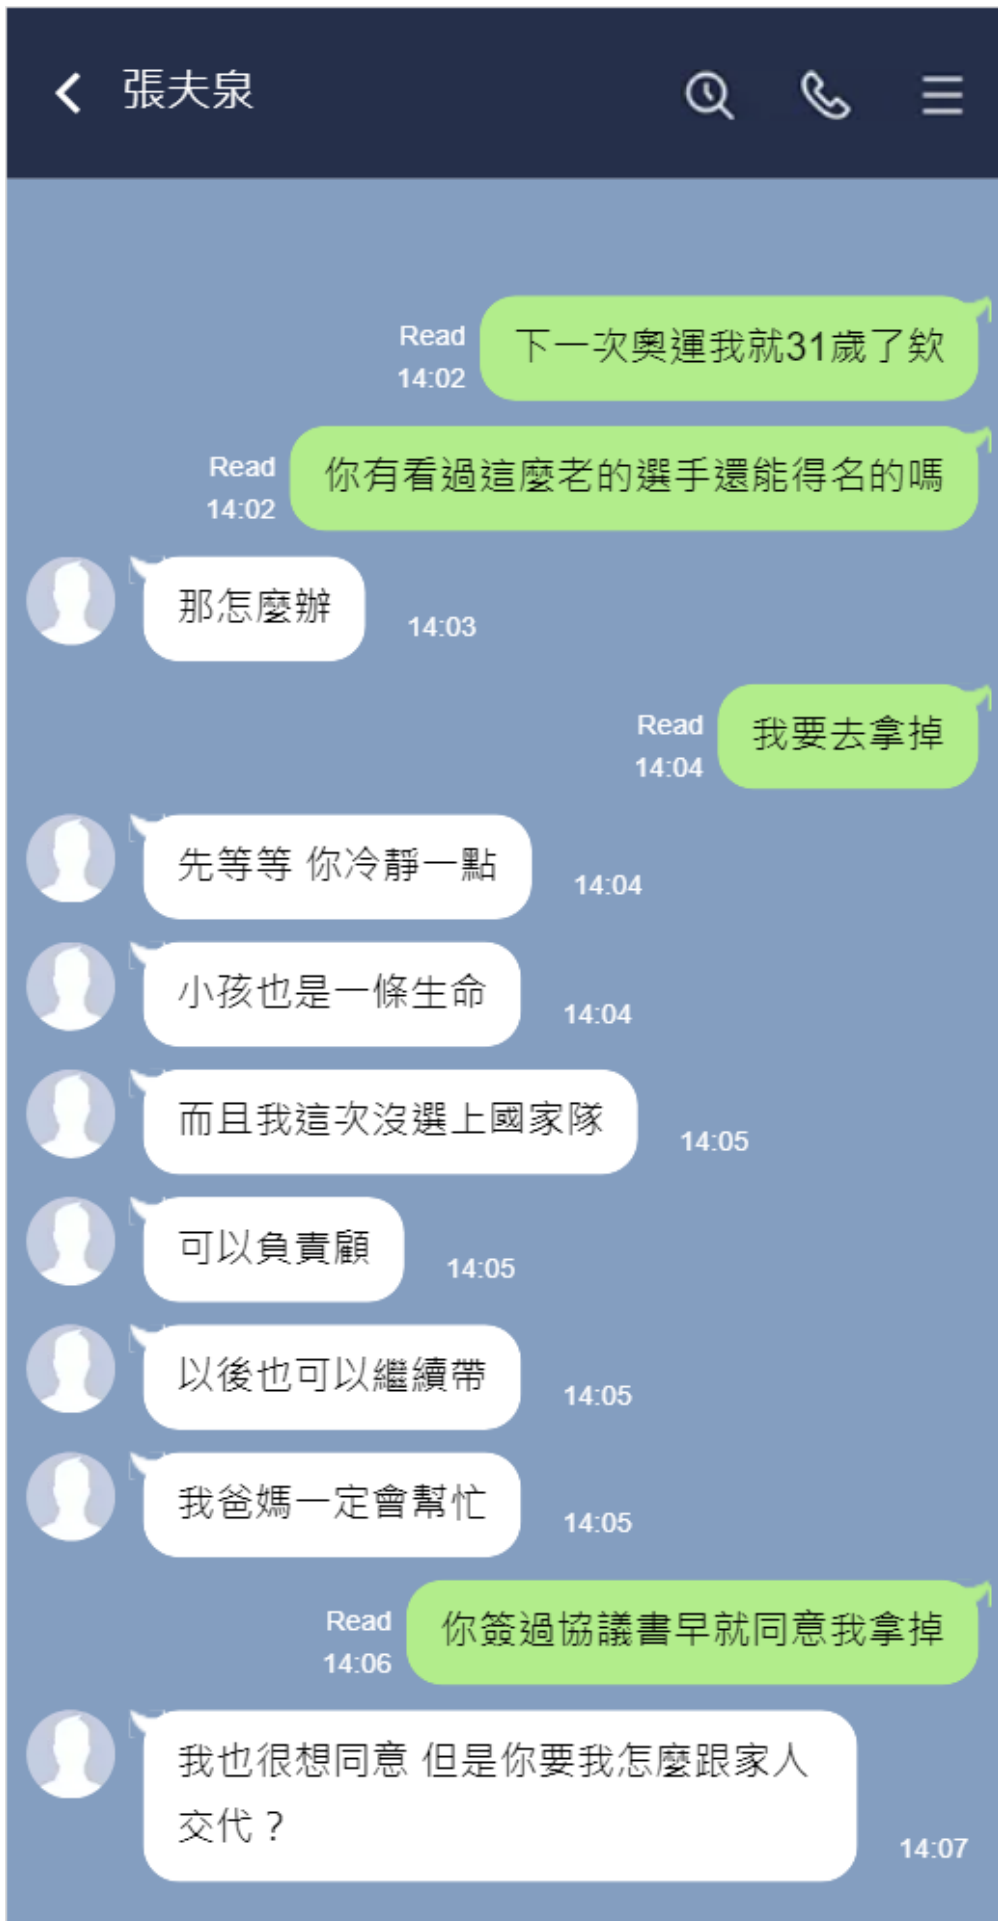 張夫泉
Read
14:02
下一次奧運我就31歲了欸
Read
14:02
你有看過這麼老的選手還能得名的嗎
那怎麼辦
14:03
Read
14:04
我要去拿掉
先等等 你冷靜一點
14:04
小孩也是一條生命
14:04
而且我這次沒選上國家隊
14:05
可以負責顧
14:05
以後也可以繼續帶
14:05
我爸媽一定會幫忙
14:05
Read
14:06
你簽過協議書早就同意我拿掉
我也很想同意 但是你要我怎麼跟家人
交代？
14:07